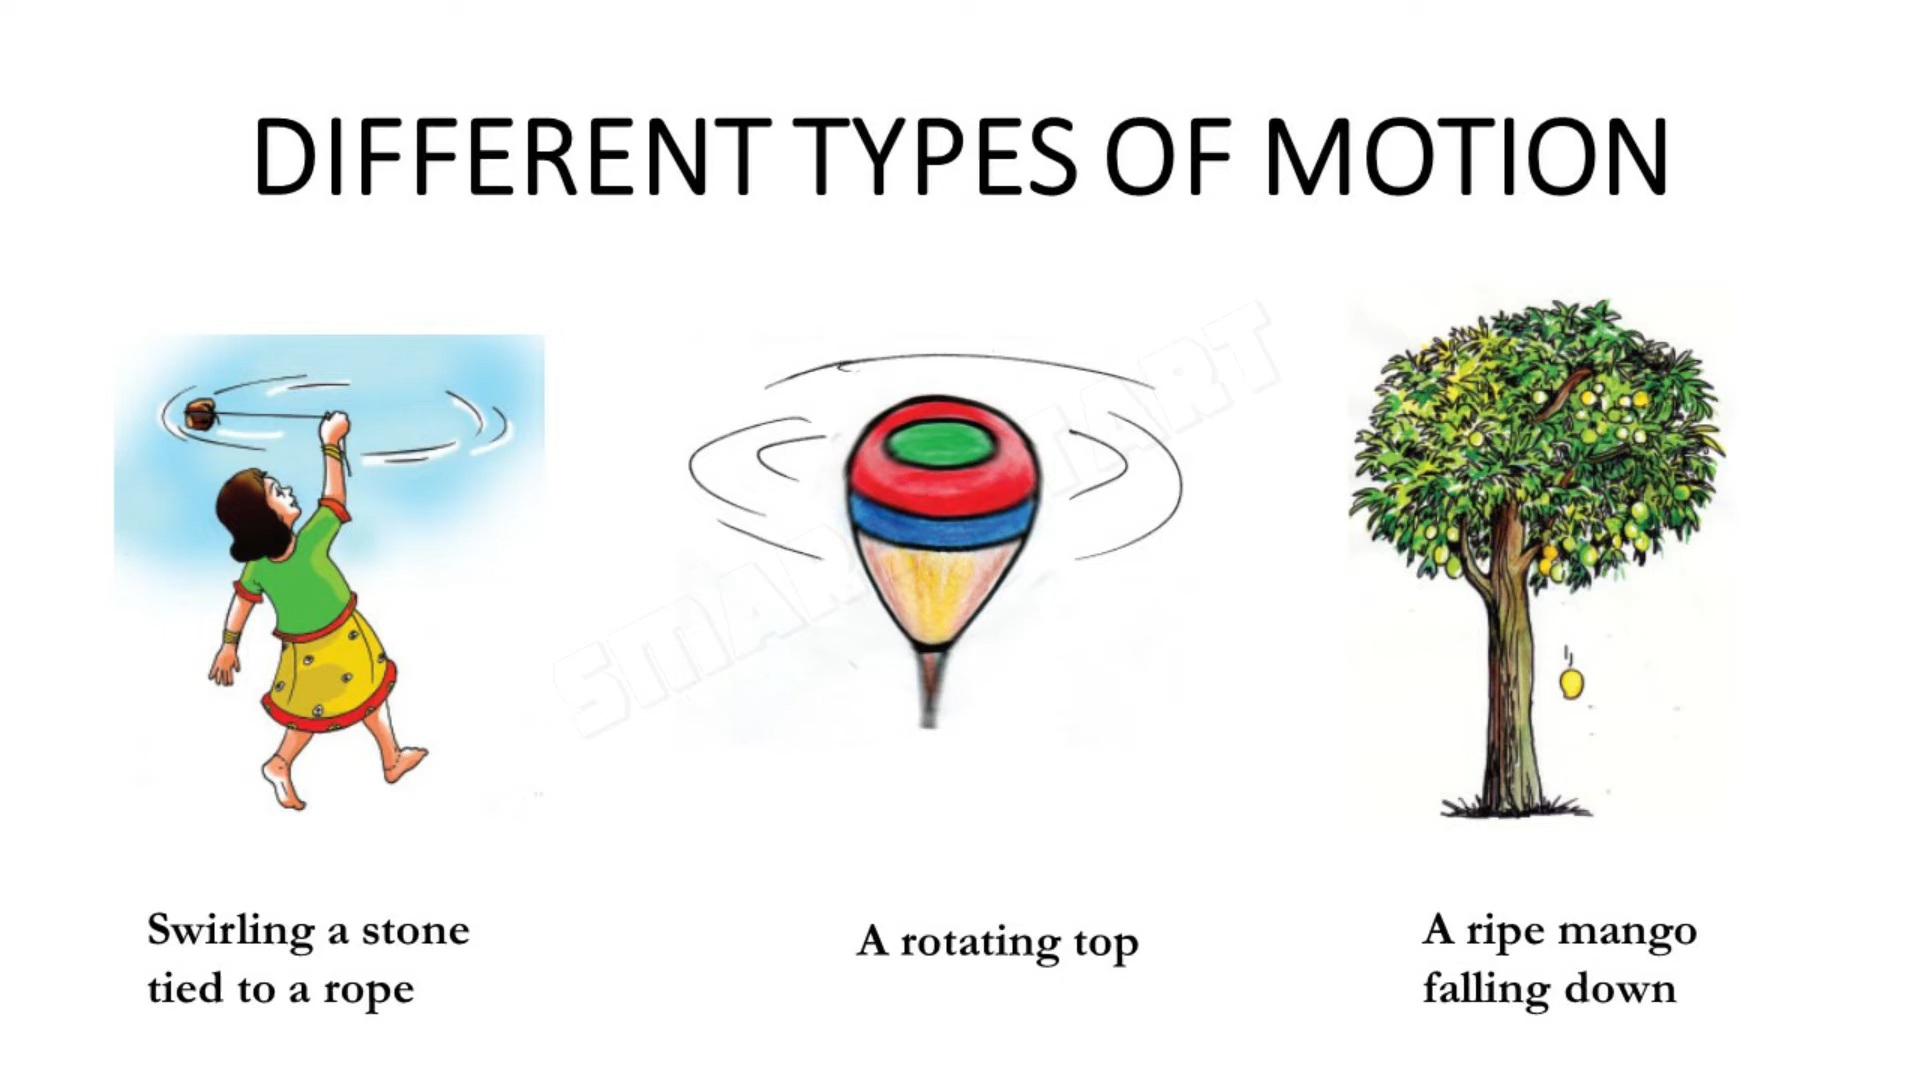 DIFFERENT TYPES OF MOTION
Swirling a stone
tied to a rope
A rotating top
A ripe mango
falling down